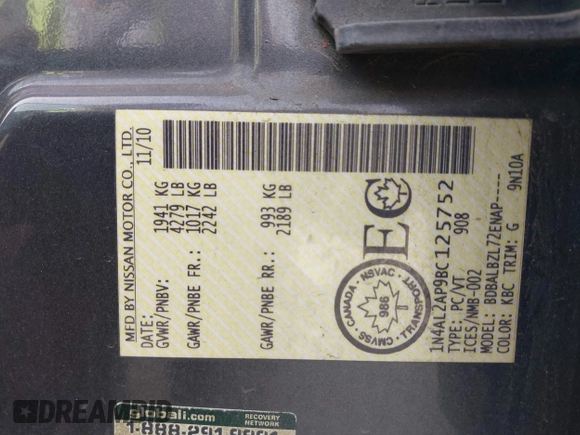 MFD BY NISSAN MOTOR CO., LTD.
DATE: 11/10
GVWR/PNBV: 1941 KG
4279 LB
GAWR/PNBE FR.: 1017 KG
2242 LB
GAWR/PNBE RR.: 993 KG
2189 LB
EC
908
CANADA - NSVAC - TRANSPORT - CMVSS
986
1N4AL2AP9BC125752
TYPE: PC/VT
ICES/NMB-002
MODEL: BDBALBZL72ENAP----
COLOR: KBC TRIM: G 9N10A
RECOVERY
NETWORK